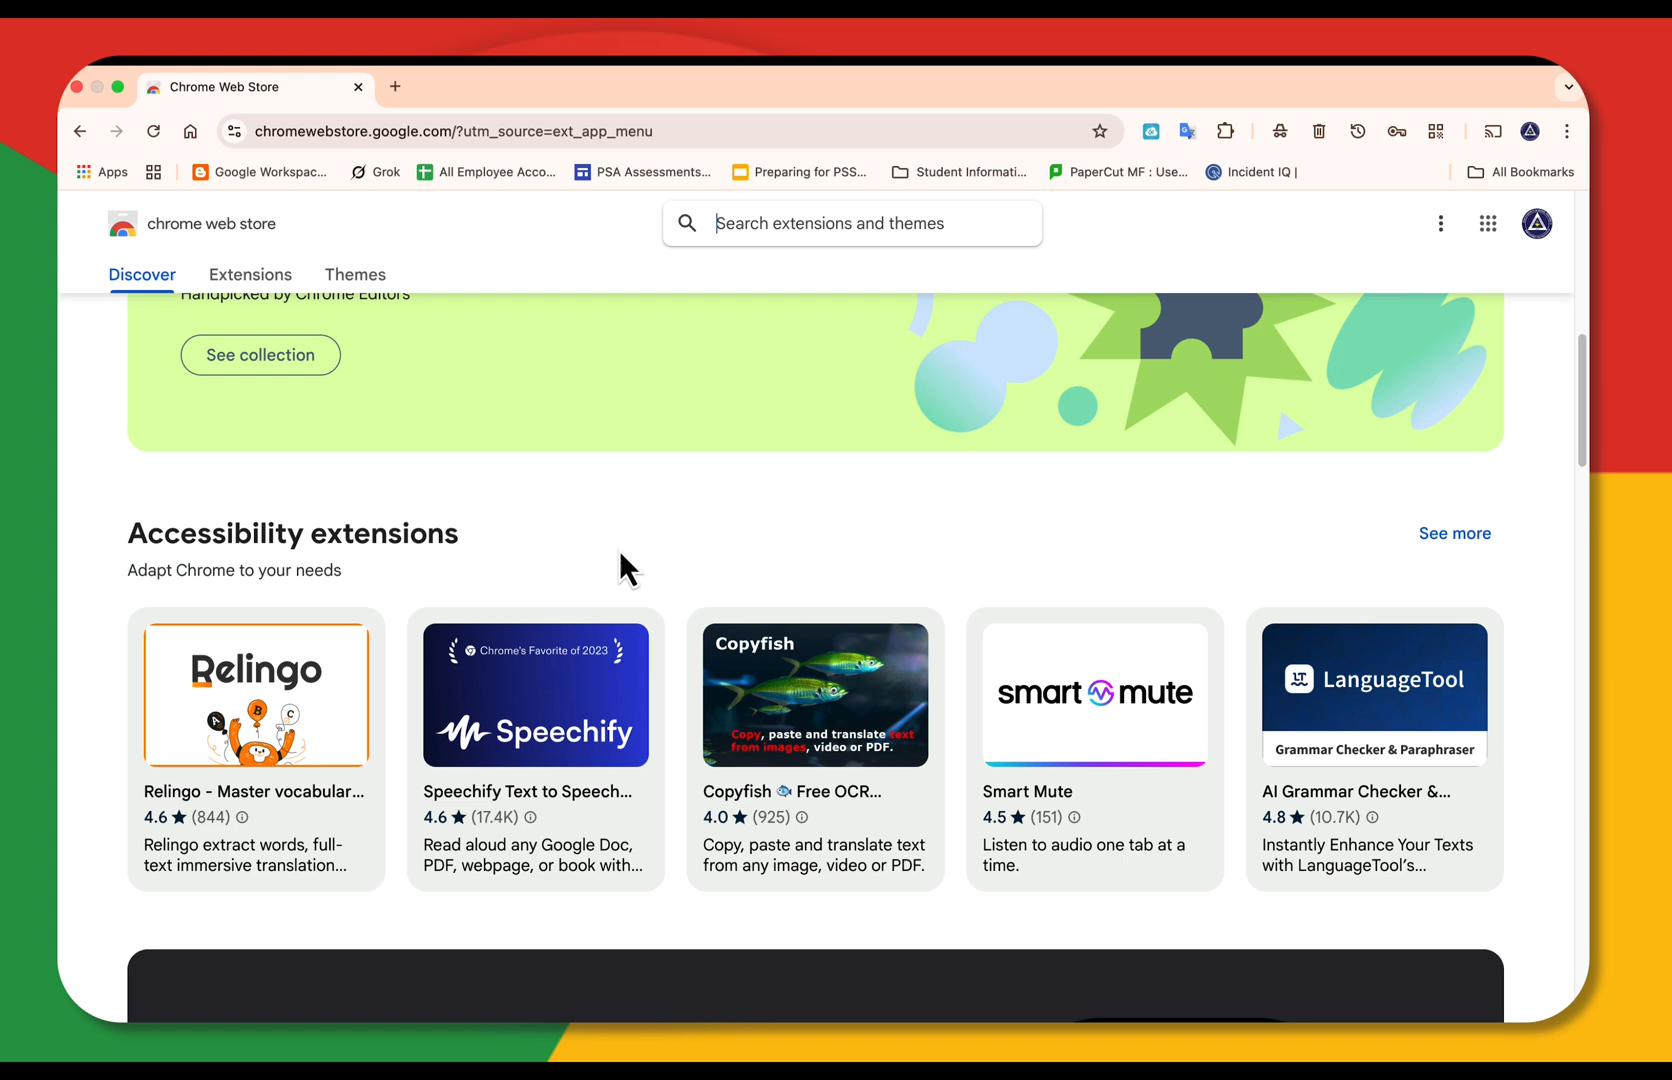 Chrome Web Store
chromewebstore.google.com/?utm_source=ext_app_menu
Apps Google Workspac... Grok All Employee Acco... PSA Assessments... Preparing for PSS... Student Informati... PaperCut MF : Use... Incident IQ | All Bookmarks
chrome web store Search extensions and themes
Discover Extensions Themes
Handpicked by Chrome Editors
See collection
Accessibility extensions See more
Adapt Chrome to your needs
Relingo
A B C
Chrome's Favorite of 2023
Speechify
Copyfish
Copy, paste and translate text
from images, video or PDF.
smart mute
LT LanguageTool
Grammar Checker & Paraphraser
Relingo - Master vocabular...
4.6 ★ (844)
Relingo extract words, full-
text immersive translation...
Speechify Text to Speech...
4.6 ★ (17.4K)
Read aloud any Google Doc,
PDF, webpage, or book with...
Copyfish 🐟 Free OCR...
4.0 ★ (925)
Copy, paste and translate text
from any image, video or PDF.
Smart Mute
4.5 ★ (151)
Listen to audio one tab at a
time.
AI Grammar Checker &...
4.8 ★ (10.7K)
Instantly Enhance Your Texts
with LanguageTool's...